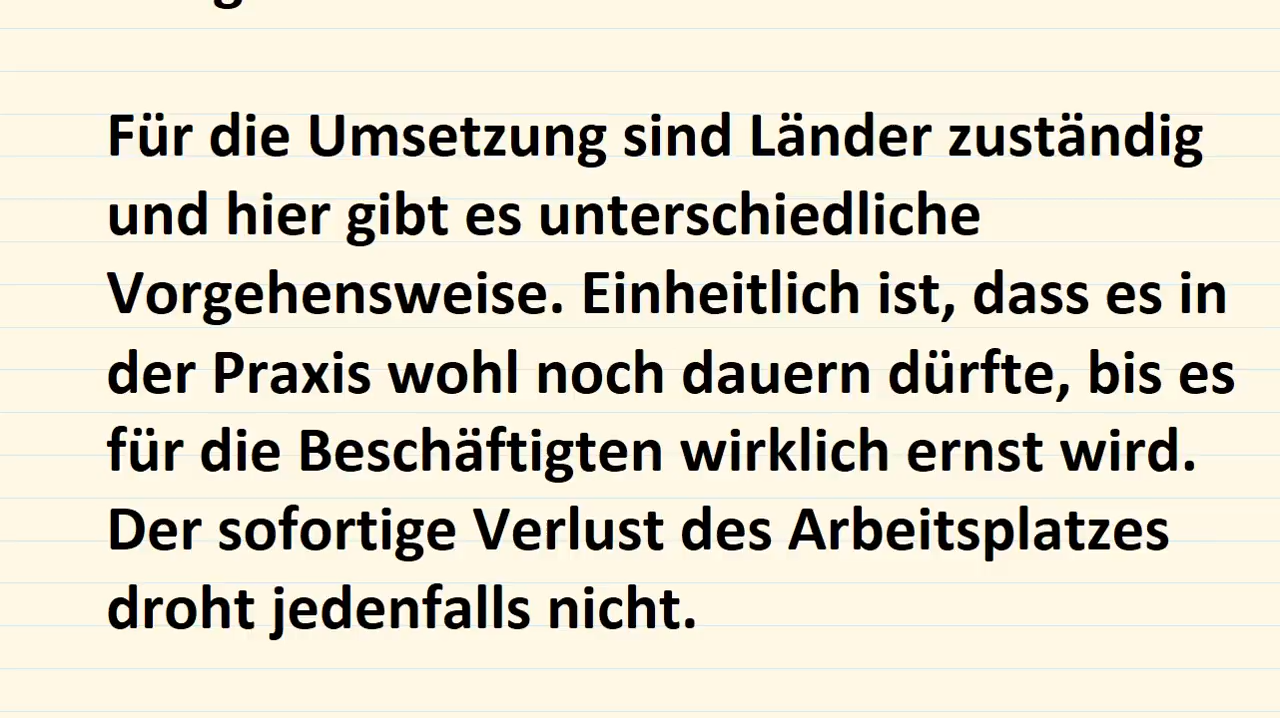 Für die Umsetzung sind Länder zuständig
und hier gibt es unterschiedliche
Vorgehensweise. Einheitlich ist, dass es in
der Praxis wohl noch dauern dürfte, bis es
für die Beschäftigten wirklich ernst wird.
Der sofortige Verlust des Arbeitsplatzes
droht jedenfalls nicht.